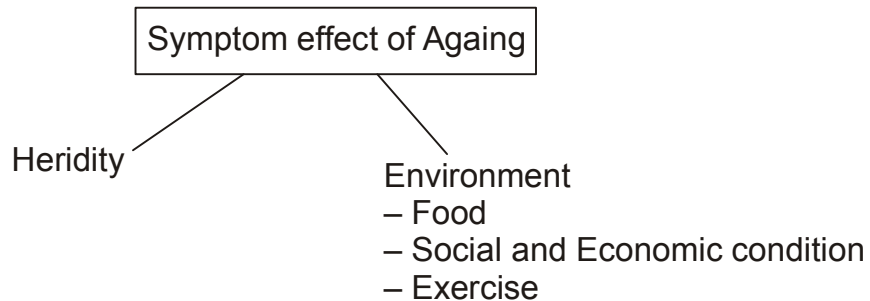 Symptom effect of Againg
Heridity
Environment
– Food
– Social and Economic condition
– Exercise